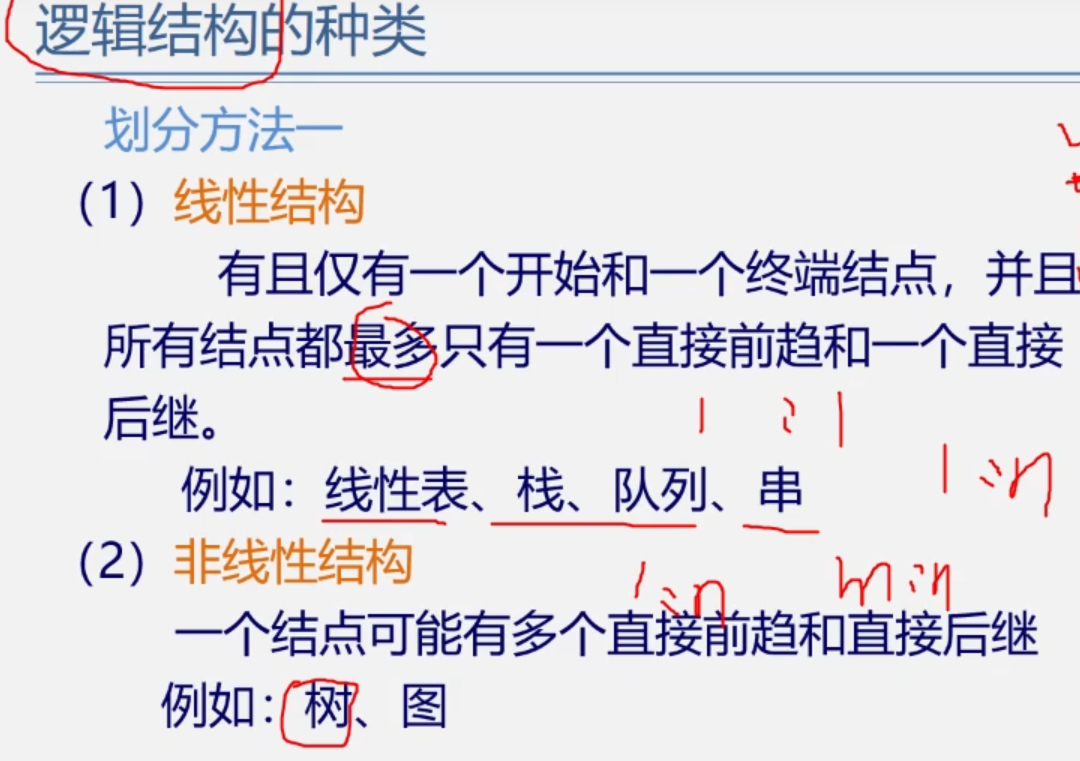 逻辑结构的种类
划分方法一
（1）线性结构
有且仅有一个开始和一个终端结点，并且
所有结点都最多只有一个直接前趋和一个直接
后继。
1 : 1
例如：线性表、栈、队列、串
1 : n
（2）非线性结构
1 : n m : n
一个结点可能有多个直接前趋和直接后继
例如：树、图